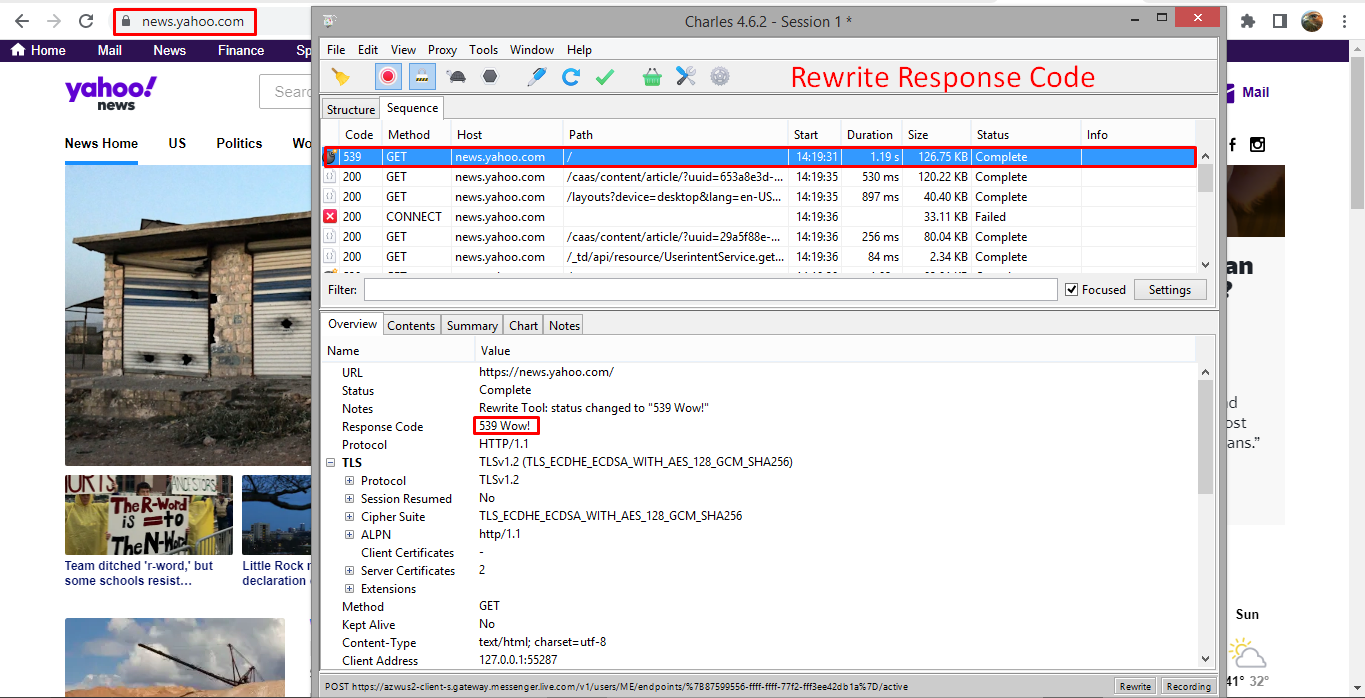 news.yahoo.com
Home Mail News Finance Sp
yahoo!
news
Sear
News Home US Politics Wo
HURTS ANCESTORS
The R-Word
is = to
The N-Word
Team ditched 'r-word,' but
some schools resist…
Little Rock
declaration
Charles 4.6.2 - Session 1 *
File Edit View Proxy Tools Window Help
Rewrite Response Code
Structure Sequence
Code Method Host Path Start Duration Size Status Info
539 GET news.yahoo.com / 14:19:31 1.19 s 126.75 KB Complete
200 GET news.yahoo.com /caas/content/article/?uuid=653a8e3d-... 14:19:35 530 ms 120.22 KB Complete
200 GET news.yahoo.com /layouts?device=desktop&lang=en-US... 14:19:35 897 ms 40.40 KB Complete
200 CONNECT news.yahoo.com 14:19:36 33.11 KB Failed
200 GET news.yahoo.com /caas/content/article/?uuid=29a5f88e-... 14:19:36 256 ms 80.04 KB Complete
200 GET news.yahoo.com /_td/api/resource/UserintentService.get... 14:19:36 84 ms 2.34 KB Complete
Filter: Focused Settings
Overview Contents Summary Chart Notes
Name Value
URL https://news.yahoo.com/
Status Complete
Notes Rewrite Tool: status changed to "539 Wow!"
Response Code 539 Wow!
Protocol HTTP/1.1
TLS TLSv1.2 (TLS_ECDHE_ECDSA_WITH_AES_128_GCM_SHA256)
Protocol TLSv1.2
Session Resumed No
Cipher Suite TLS_ECDHE_ECDSA_WITH_AES_128_GCM_SHA256
ALPN http/1.1
Client Certificates -
Server Certificates 2
Extensions
Method GET
Kept Alive No
Content-Type text/html; charset=utf-8
Client Address 127.0.0.1:55287
POST https://azwus2-client-s.gateway.messenger.live.com/v1/users/ME/endpoints/%7B87599556-ffff-ffff-77f2-fff3ee42db1a%7D/active Rewrite Recording
Mail
an
?
d
ost
ans.”
Sun
41° 32°